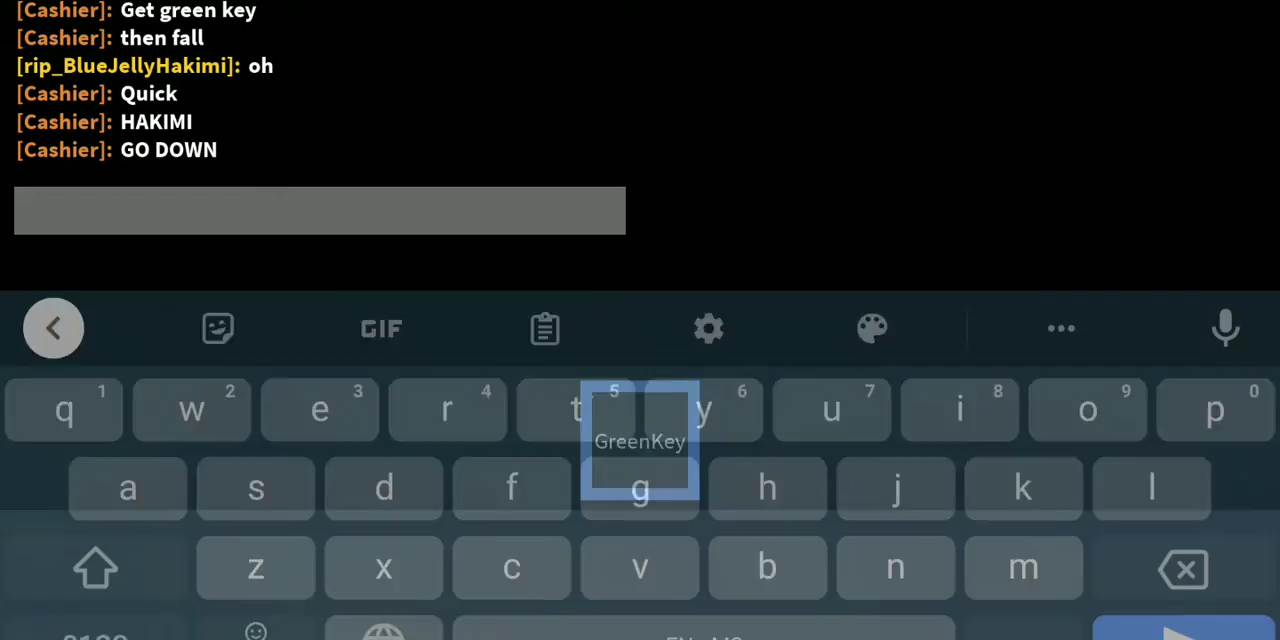 [Cashier]: Get green key
[Cashier]: then fall
[rip_BlueJellyHakimi]: oh
[Cashier]: Quick
[Cashier]: HAKIMI
[Cashier]: GO DOWN
GIF
q 1 w 2 e 3 r 4 t 5 y 6 u 7 i 8 o 9 p 0
GreenKey
a s d f g h j k l
z x c v b n m